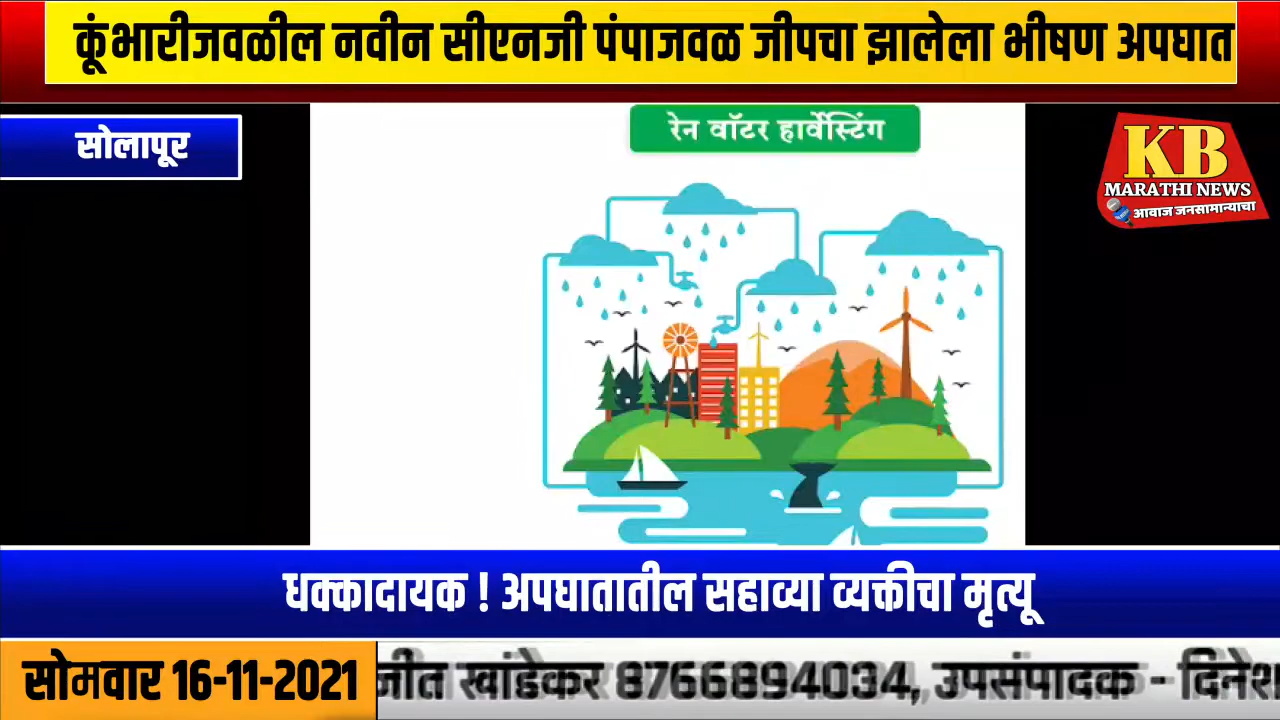 कूंभारीजवळील नवीन सीएनजी पंपाजवळ जीपचा झालेला भीषण अपघात
सोलापूर
रेन वॉटर हार्वेस्टिंग
KB
MARATHI NEWS
आवाज जनसामान्याचा
धक्कादायक ! अपघातातील सहाव्या व्यक्तीचा मृत्यू
सोमवार 16-11-2021
जीत खांडेकर 8766894034, उपसंपादक - दिनेश